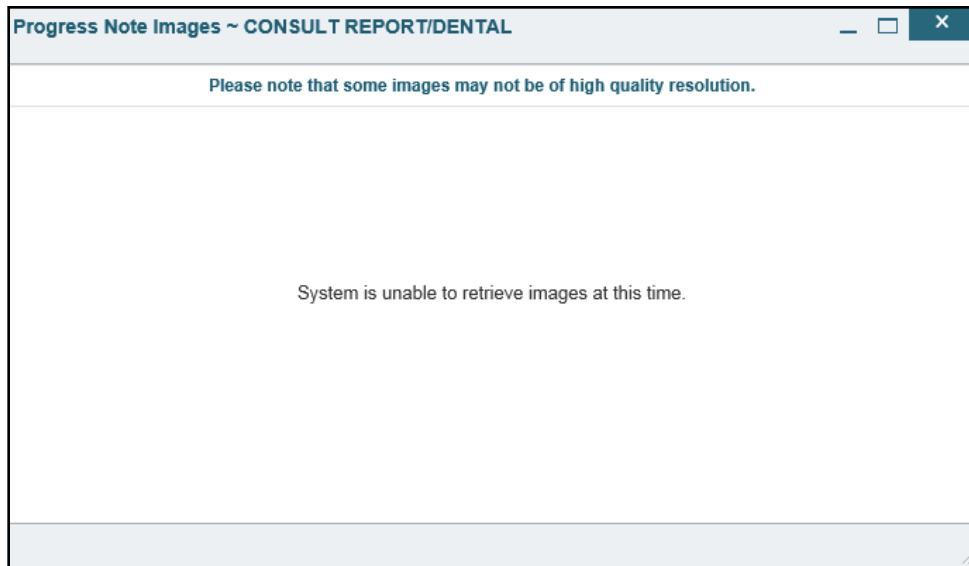 Progress Note Images ~ CONSULT REPORT/DENTAL
Please note that some images may not be of high quality resolution.
System is unable to retrieve images at this time.